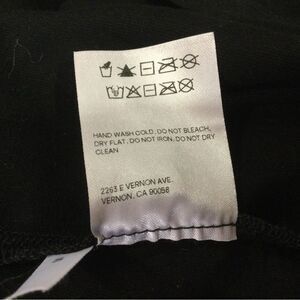 HAND WASH COLD, DO NOT BLEACH,
DRY FLAT, DO NOT IRON, DO NOT DRY
CLEAN
2263 E VERNON AVE.
VERNON, CA 90058